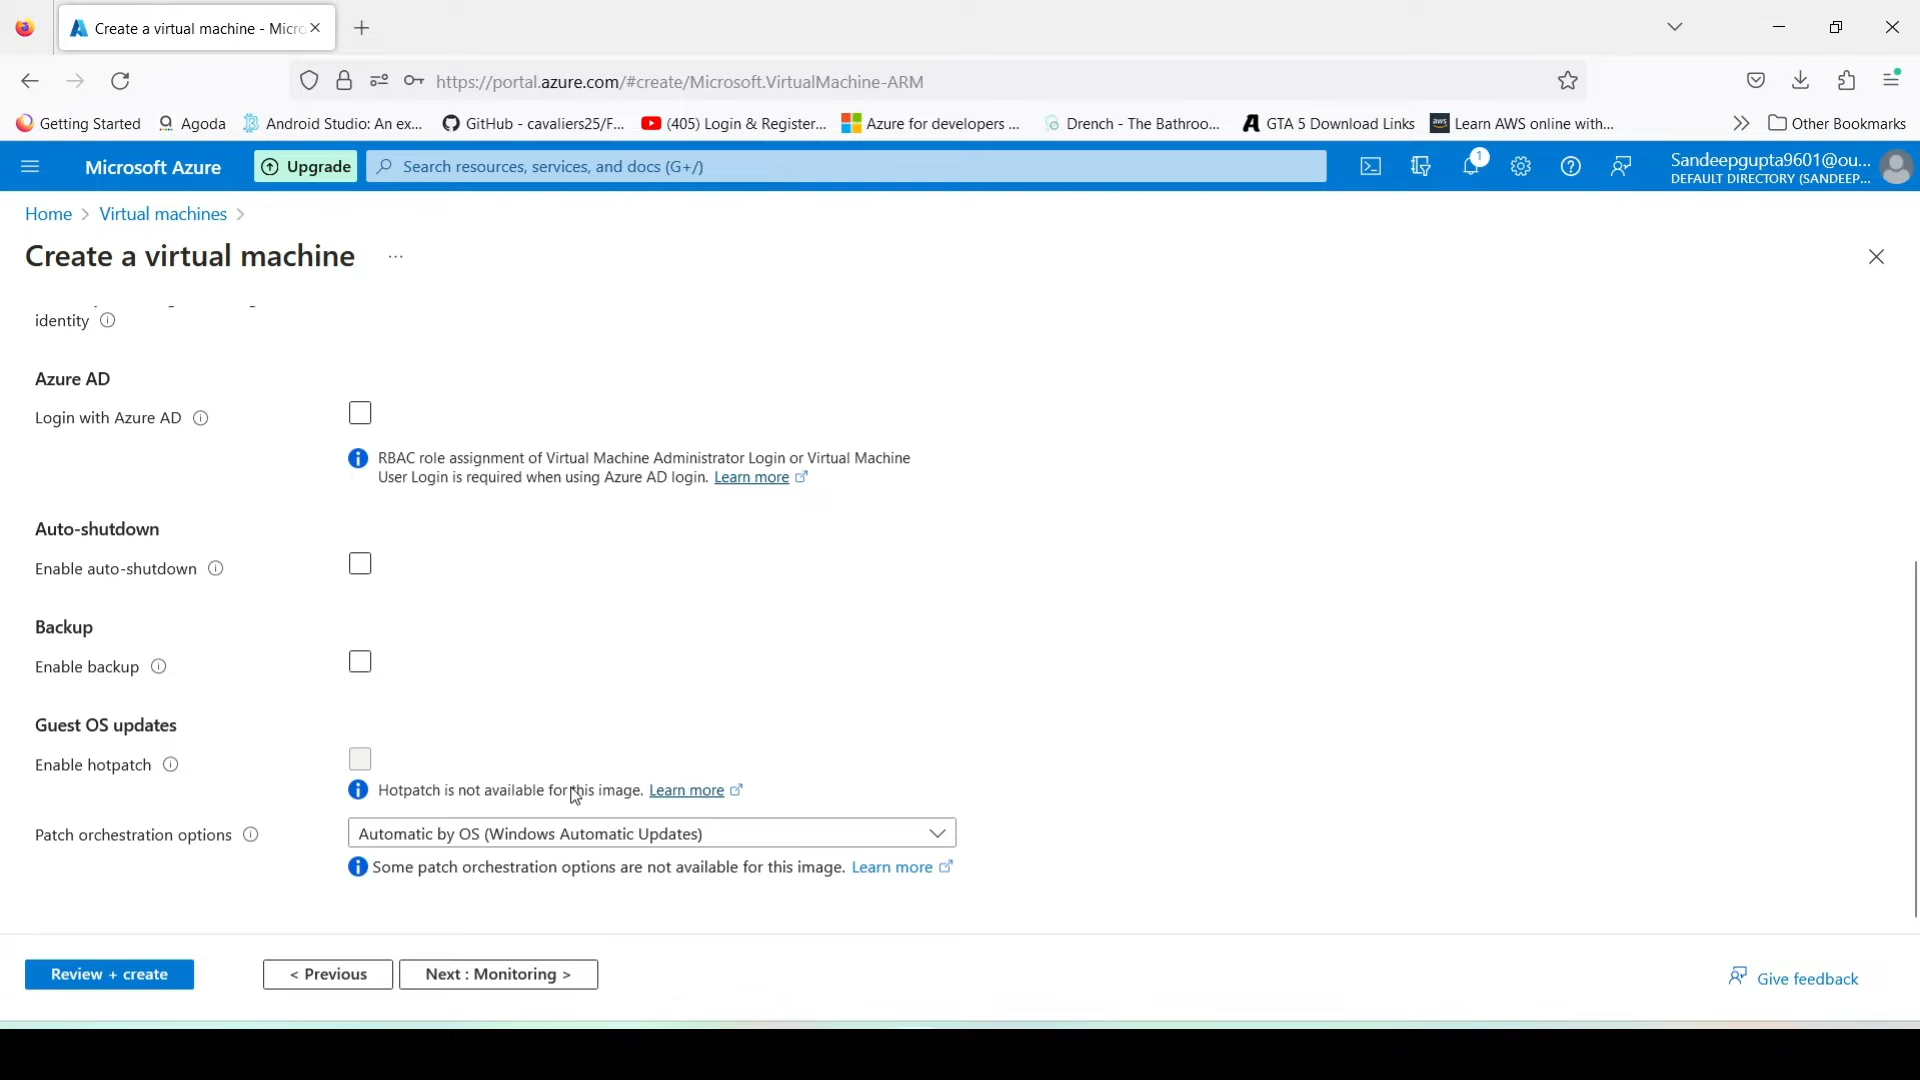 Create a virtual machine - Micro
https://portal.azure.com/#create/Microsoft.VirtualMachine-ARM
Getting Started
Agoda
Android Studio: An ex...
GitHub - cavaliers25/F...
(405) Login & Register...
Azure for developers ...
Drench - The Bathroo...
GTA 5 Download Links
aws
Learn AWS online with...
Other Bookmarks
Microsoft Azure
Upgrade
Search resources, services, and docs (G+/)
1
Sandeepgupta9601@ou...
DEFAULT DIRECTORY (SANDEEP...
Home > Virtual machines >
Create a virtual machine ...
identity
Azure AD
Login with Azure AD
RBAC role assignment of Virtual Machine Administrator Login or Virtual Machine
User Login is required when using Azure AD login. Learn more
Auto-shutdown
Enable auto-shutdown
Backup
Enable backup
Guest OS updates
Enable hotpatch
Hotpatch is not available for this image. Learn more
Patch orchestration options
Automatic by OS (Windows Automatic Updates)
Some patch orchestration options are not available for this image. Learn more
Review + create
< Previous
Next : Monitoring >
Give feedback